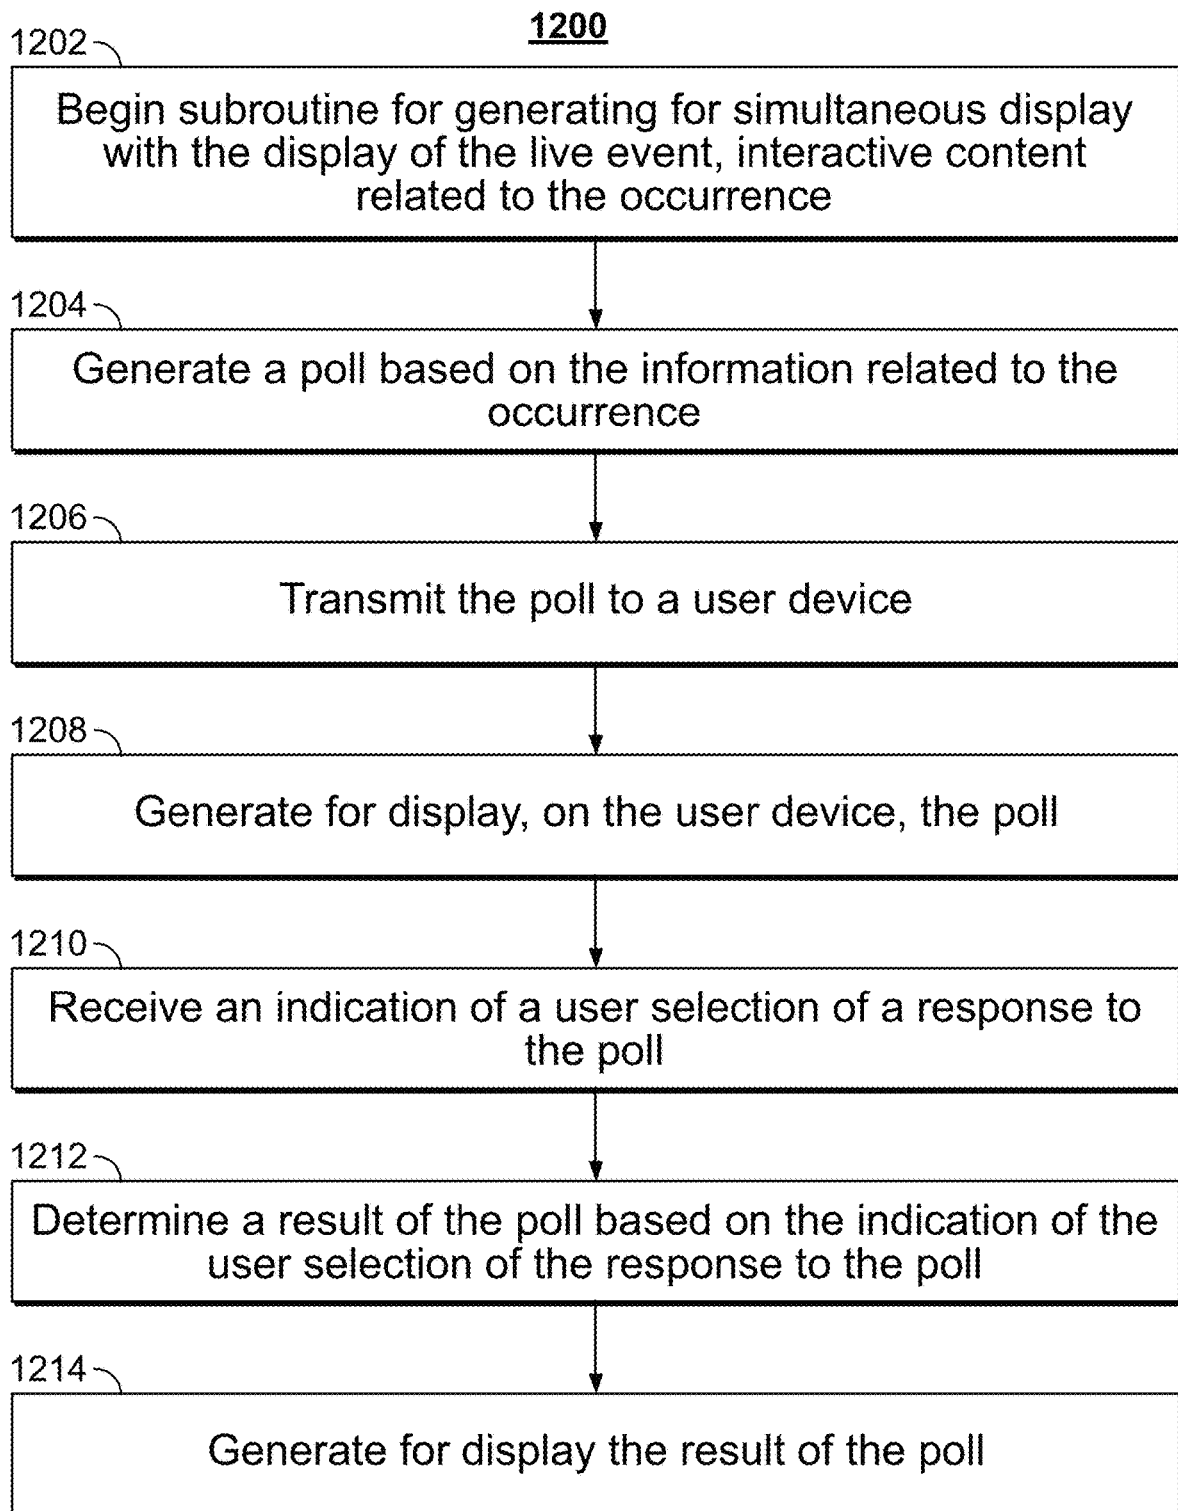 1200
1202
Begin subroutine for generating for simultaneous display
with the display of the live event, interactive content
related to the occurrence
1204
Generate a poll based on the information related to the
occurrence
1206
Transmit the poll to a user device
1208
Generate for display, on the user device, the poll
1210
Receive an indication of a user selection of a response to
the poll
1212
Determine a result of the poll based on the indication of the
user selection of the response to the poll
1214
Generate for display the result of the poll